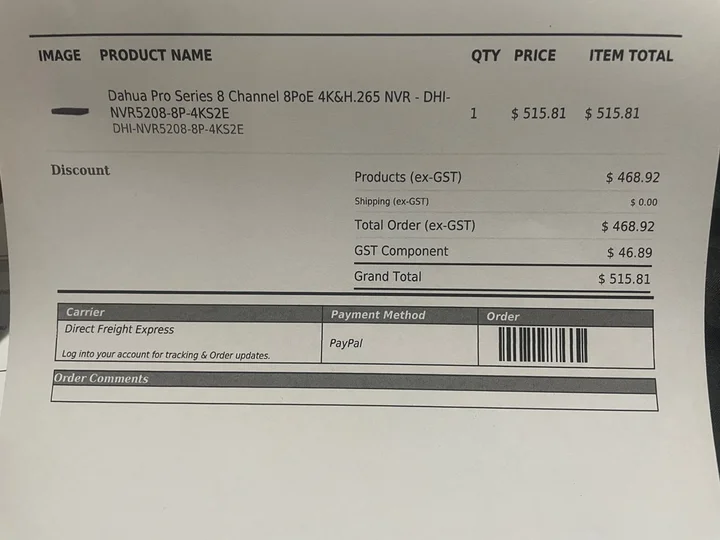 IMAGE PRODUCT NAME QTY PRICE ITEM TOTAL
Dahua Pro Series 8 Channel 8PoE 4K&H.265 NVR - DHI-
NVR5208-8P-4KS2E 1 $ 515.81 $ 515.81
DHI-NVR5208-8P-4KS2E
Discount
Products (ex-GST) $ 468.92
Shipping (ex-GST) $ 0.00
Total Order (ex-GST) $ 468.92
GST Component $ 46.89
Grand Total $ 515.81
Carrier Payment Method Order
Direct Freight Express
PayPal
Log into your account for tracking & Order updates.
Order Comments